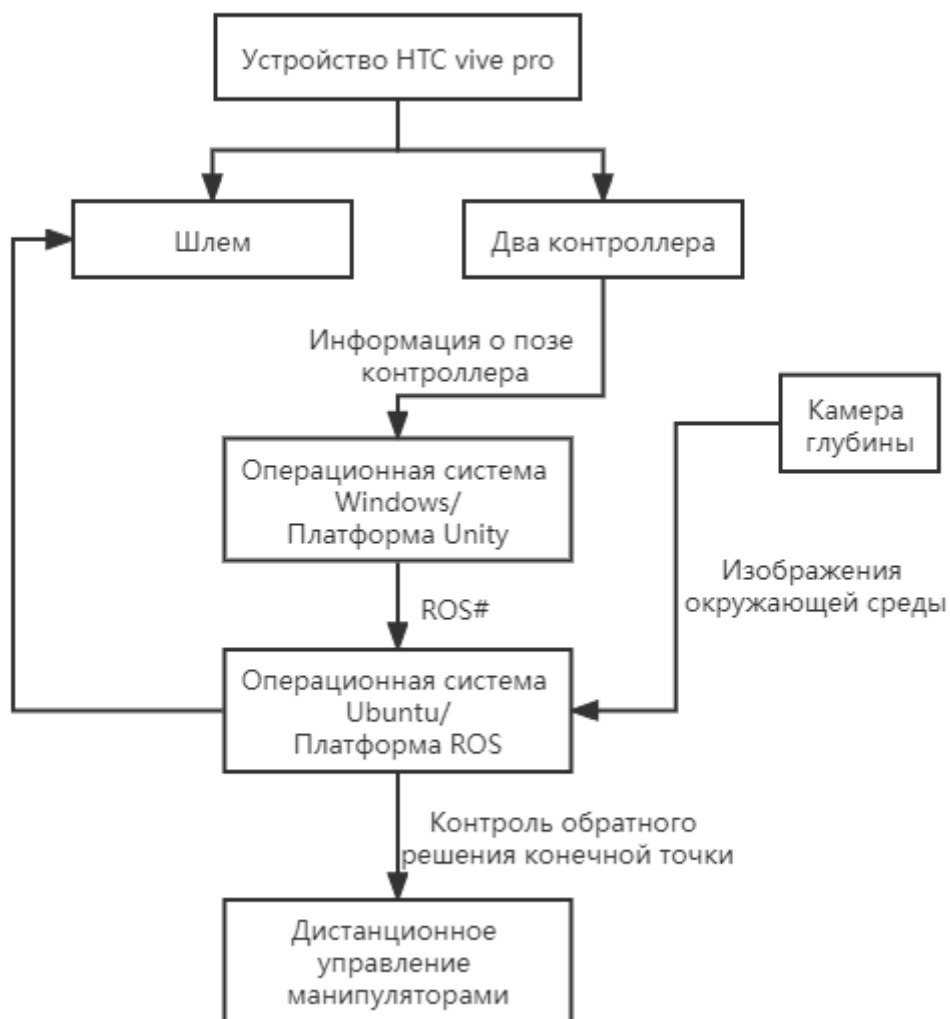 Устройство HTC vive pro
Шлем
Два контроллера
Информация о позе
контроллера
Камера
глубины
Операционная система
Windows/
Платформа Unity
Изображения
окружающей среды
ROS#
Операционная система
Ubuntu/
Платформа ROS
Контроль обратного
решения конечной точки
Дистанционное
управление
манипуляторами